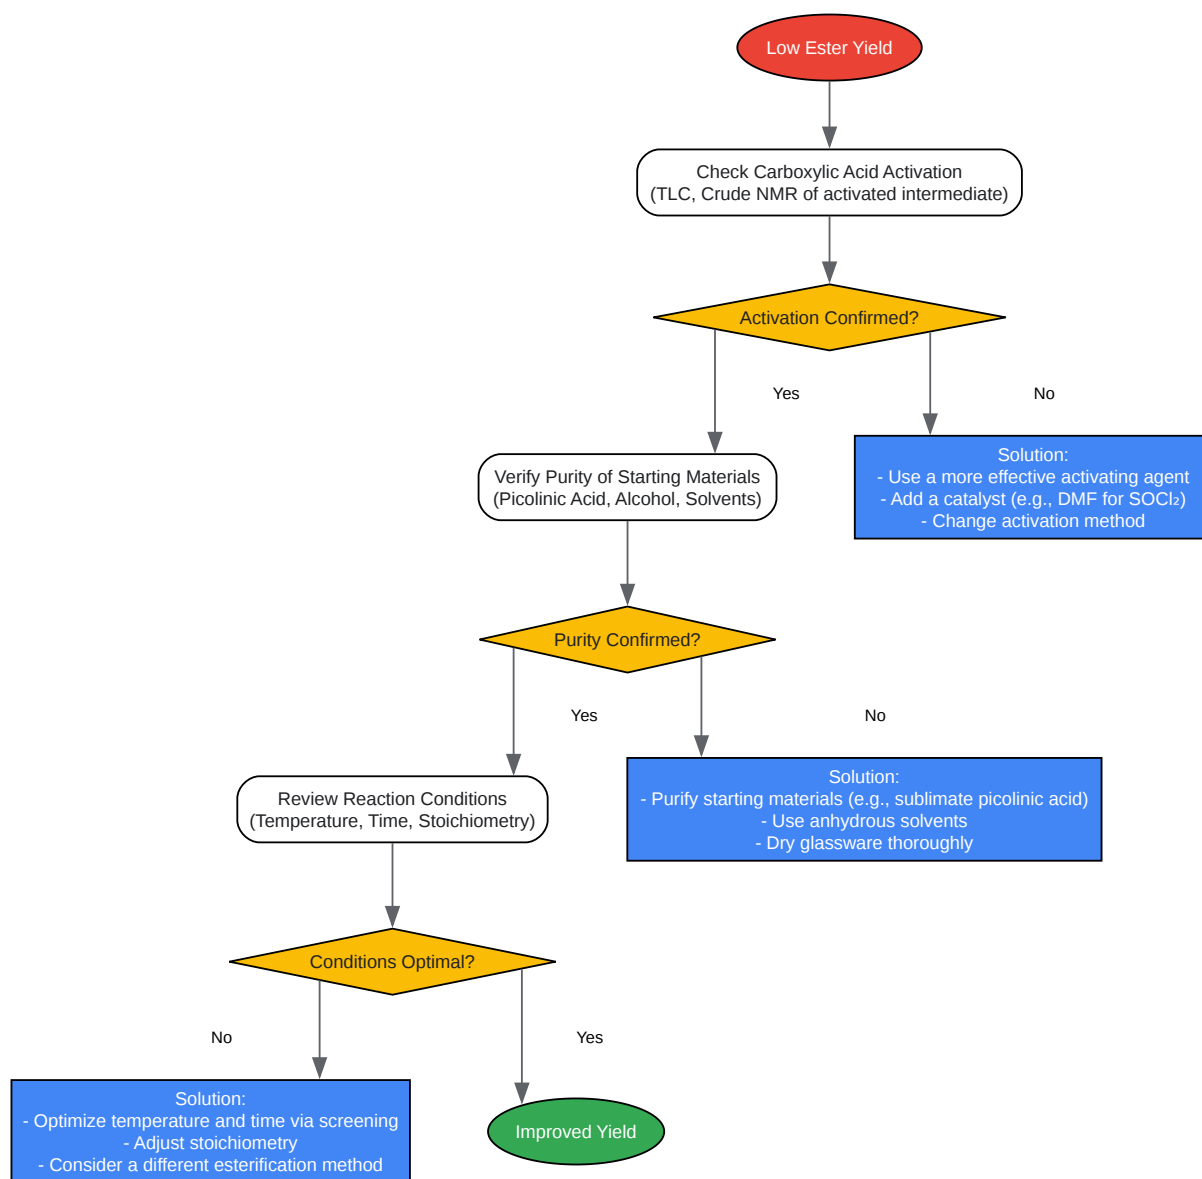 Low Ester Yield
Check Carboxylic Acid Activation
(TLC, Crude NMR of activated intermediate)
Activation Confirmed?
Yes
No
Verify Purity of Starting Materials
(Picolinic Acid, Alcohol, Solvents)
Solution:
- Use a more effective activating agent
- Add a catalyst (e.g., DMF for SOCl₂)
- Change activation method
Purity Confirmed?
Yes
No
Review Reaction Conditions
(Temperature, Time, Stoichiometry)
Solution:
- Purify starting materials (e.g., sublimate picolinic acid)
- Use anhydrous solvents
- Dry glassware thoroughly
Conditions Optimal?
No
Yes
Solution:
- Optimize temperature and time via screening
- Adjust stoichiometry
- Consider a different esterification method
Improved Yield